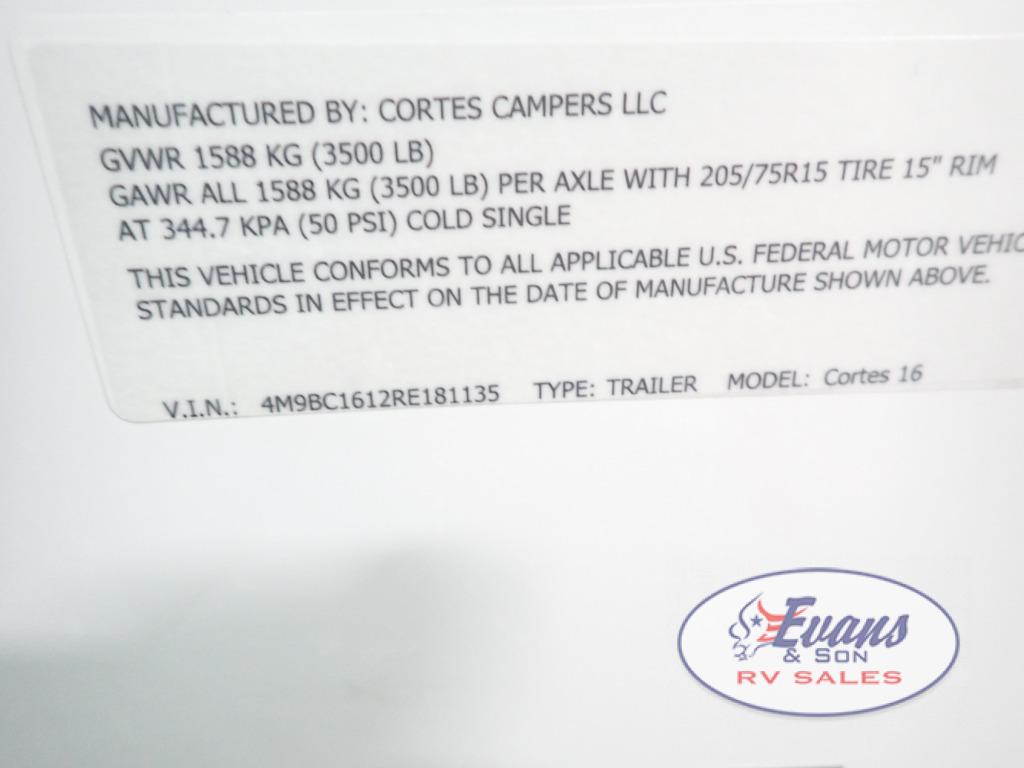 MANUFACTURED BY: CORTES CAMPERS LLC
GVWR 1588 KG (3500 LB)
GAWR ALL 1588 KG (3500 LB) PER AXLE WITH 205/75R15 TIRE 15" RIM
AT 344.7 KPA (50 PSI) COLD SINGLE
THIS VEHICLE CONFORMS TO ALL APPLICABLE U.S. FEDERAL MOTOR VEHIC
STANDARDS IN EFFECT ON THE DATE OF MANUFACTURE SHOWN ABOVE.
V.I.N.: 4M9BC1612RE181135 TYPE: TRAILER MODEL: Cortes 16
Evans
& SON
RV SALES